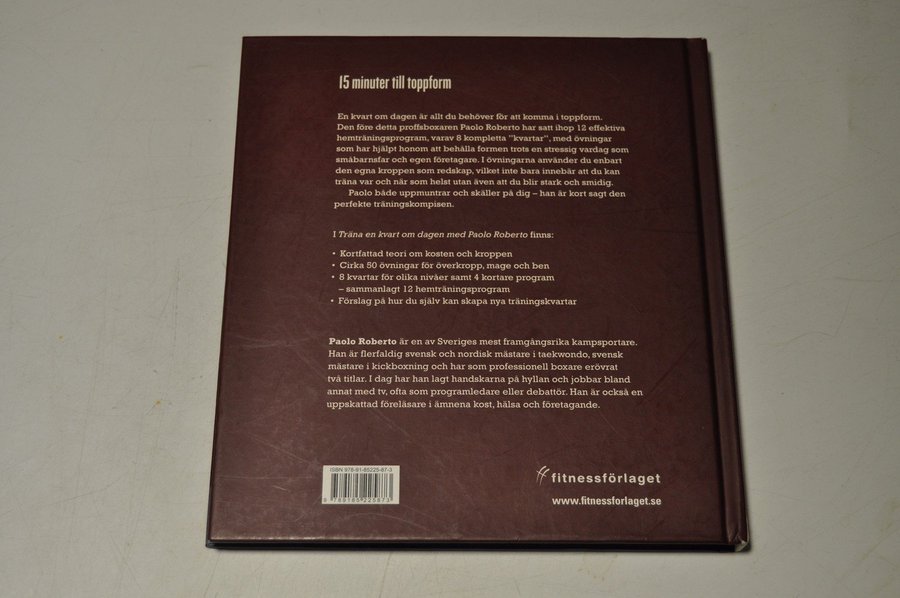 15 minuter till toppform
En kvart om dagen är allt du behöver för att komma i toppform.
Den före detta proffsboxaren Paolo Roberto har satt ihop 12 effektiva
hemträningsprogram, varav 8 kompletta "kvartar", med övningar
som har hjälpt honom att behålla formen trots en stressig vardag som
småbarnsfar och egen företagare. I övningarna använder du enbart
den egna kroppen som redskap, vilket inte bara innebär att du kan
träna var och när som helst utan även att du blir stark och smidig.
Paolo både uppmuntrar och skäller på dig – han är kort sagt den
perfekte träningskompisen.
I Träna en kvart om dagen med Paolo Roberto finns:
• Kortfattad teori om kosten och kroppen
• Cirka 50 övningar för överkropp, mage och ben
• 8 kvartar för olika nivåer samt 4 kortare program
– sammanlagt 12 hemträningsprogram
• Förslag på hur du själv kan skapa nya träningskvartar
Paolo Roberto är en av Sveriges mest framgångsrika kampsportare.
Han är flerfaldig svensk och nordisk mästare i taekwondo, svensk
mästare i kickboxning och har som professionell boxare erövrat
två titlar. I dag har han lagt handskarna på hyllan och jobbar bland
annat med tv, ofta som programledare eller debattör. Han är också en
uppskattad föreläsare i ämnena kost, hälsa och företagande.
ISBN 978-91-85225-87-3
9 789185 225873
fitnessförlaget
www.fitnessforlaget.se